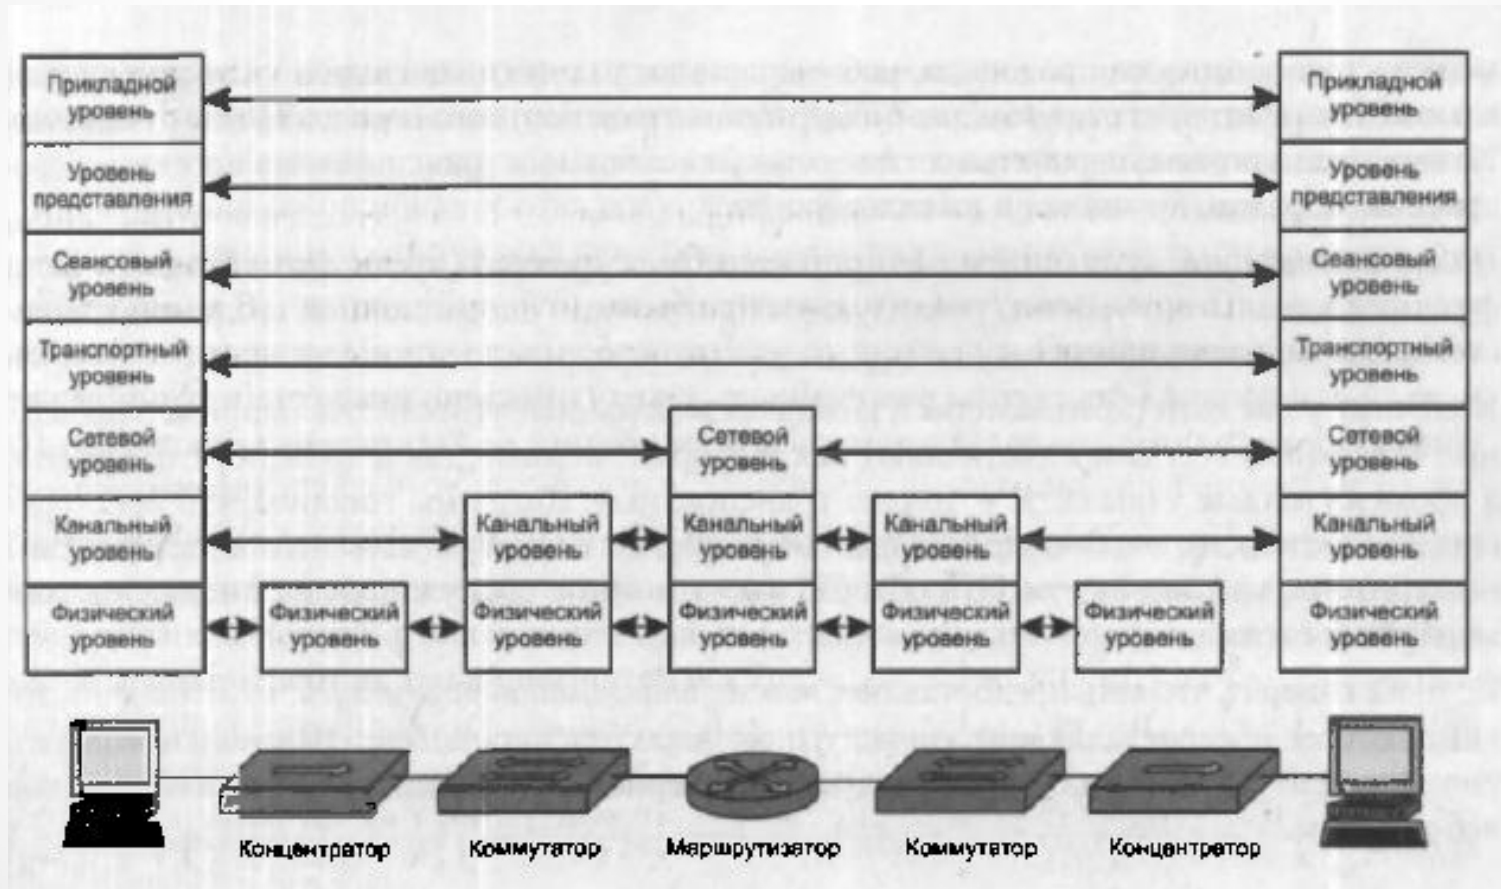 Прикладной
уровень
Прикладной
уровень
Уровень
представления
Уровень
представления
Сеансовый
уровень
Сеансовый
уровень
Транспортный
уровень
Транспортный
уровень
Сетевой
уровень
Сетевой
уровень
Сетевой
уровень
Канальный
уровень
Канальный
уровень
Канальный
уровень
Канальный
уровень
Канальный
уровень
Физический
уровень
Физический
уровень
Физический
уровень
Физический
уровень
Физический
уровень
Физический
уровень
Физический
уровень
Концентратор
Коммутатор
Маршрутизатор
Коммутатор
Концентратор